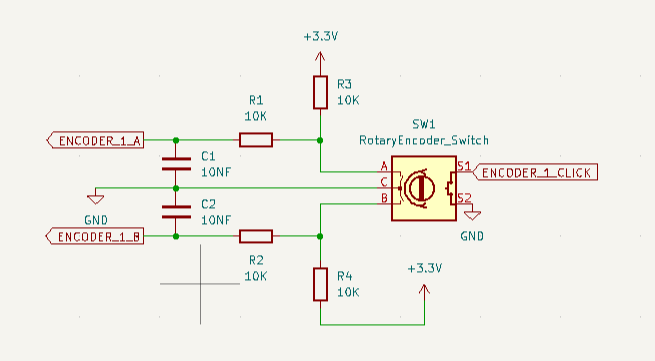 +3.3V
R3
10K
R1
10K
SW1
RotaryEncoder_Switch
ENCODER_1_A
C1
10NF
A
C
B
S1
S2
ENCODER_1_CLICK
GND
C2
10NF
GND
ENCODER_1_B
R2
10K
R4
10K
+3.3V